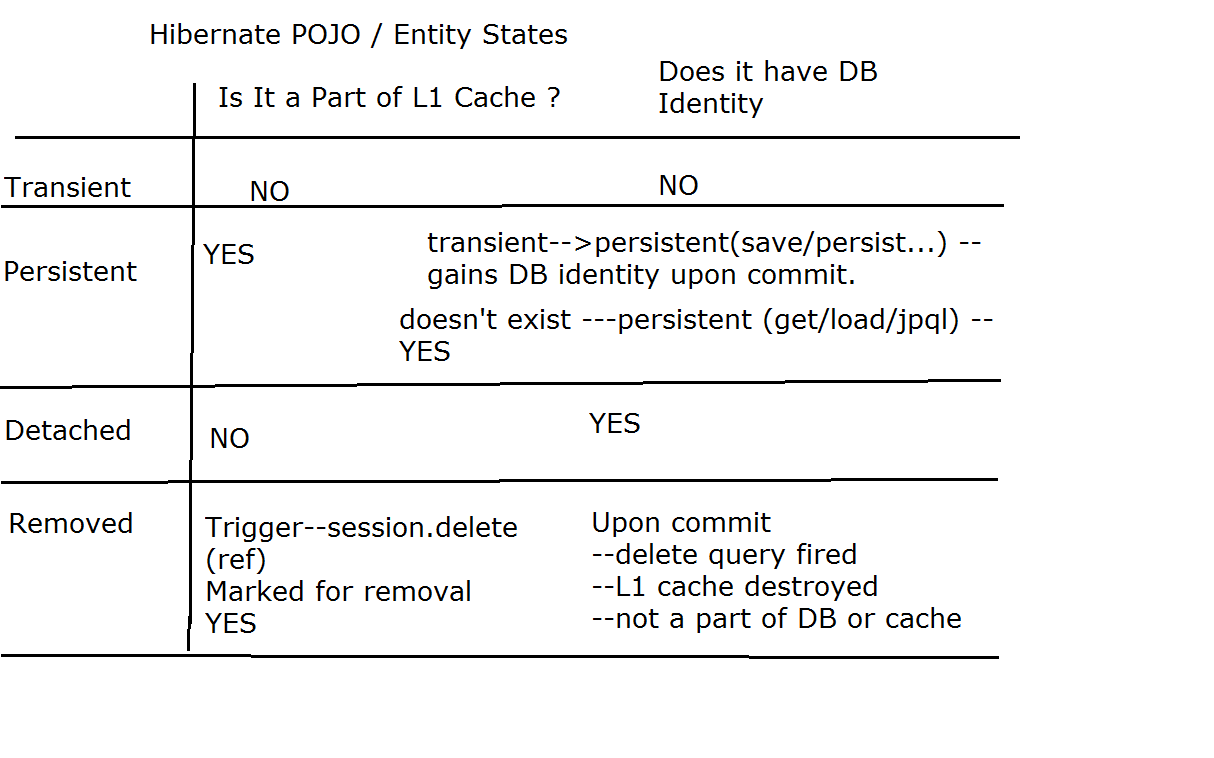 Hibernate POJO / Entity States
Is It a Part of L1 Cache ?
Does it have DB
Identity
Transient
NO
NO
Persistent
YES
transient-->persistent(save/persist...) --
gains DB identity upon commit.
doesn't exist ---persistent (get/load/jpql) --
YES
Detached
NO
YES
Removed
Trigger--session.delete
(ref)
Marked for removal
YES
Upon commit
--delete query fired
--L1 cache destroyed
--not a part of DB or cache